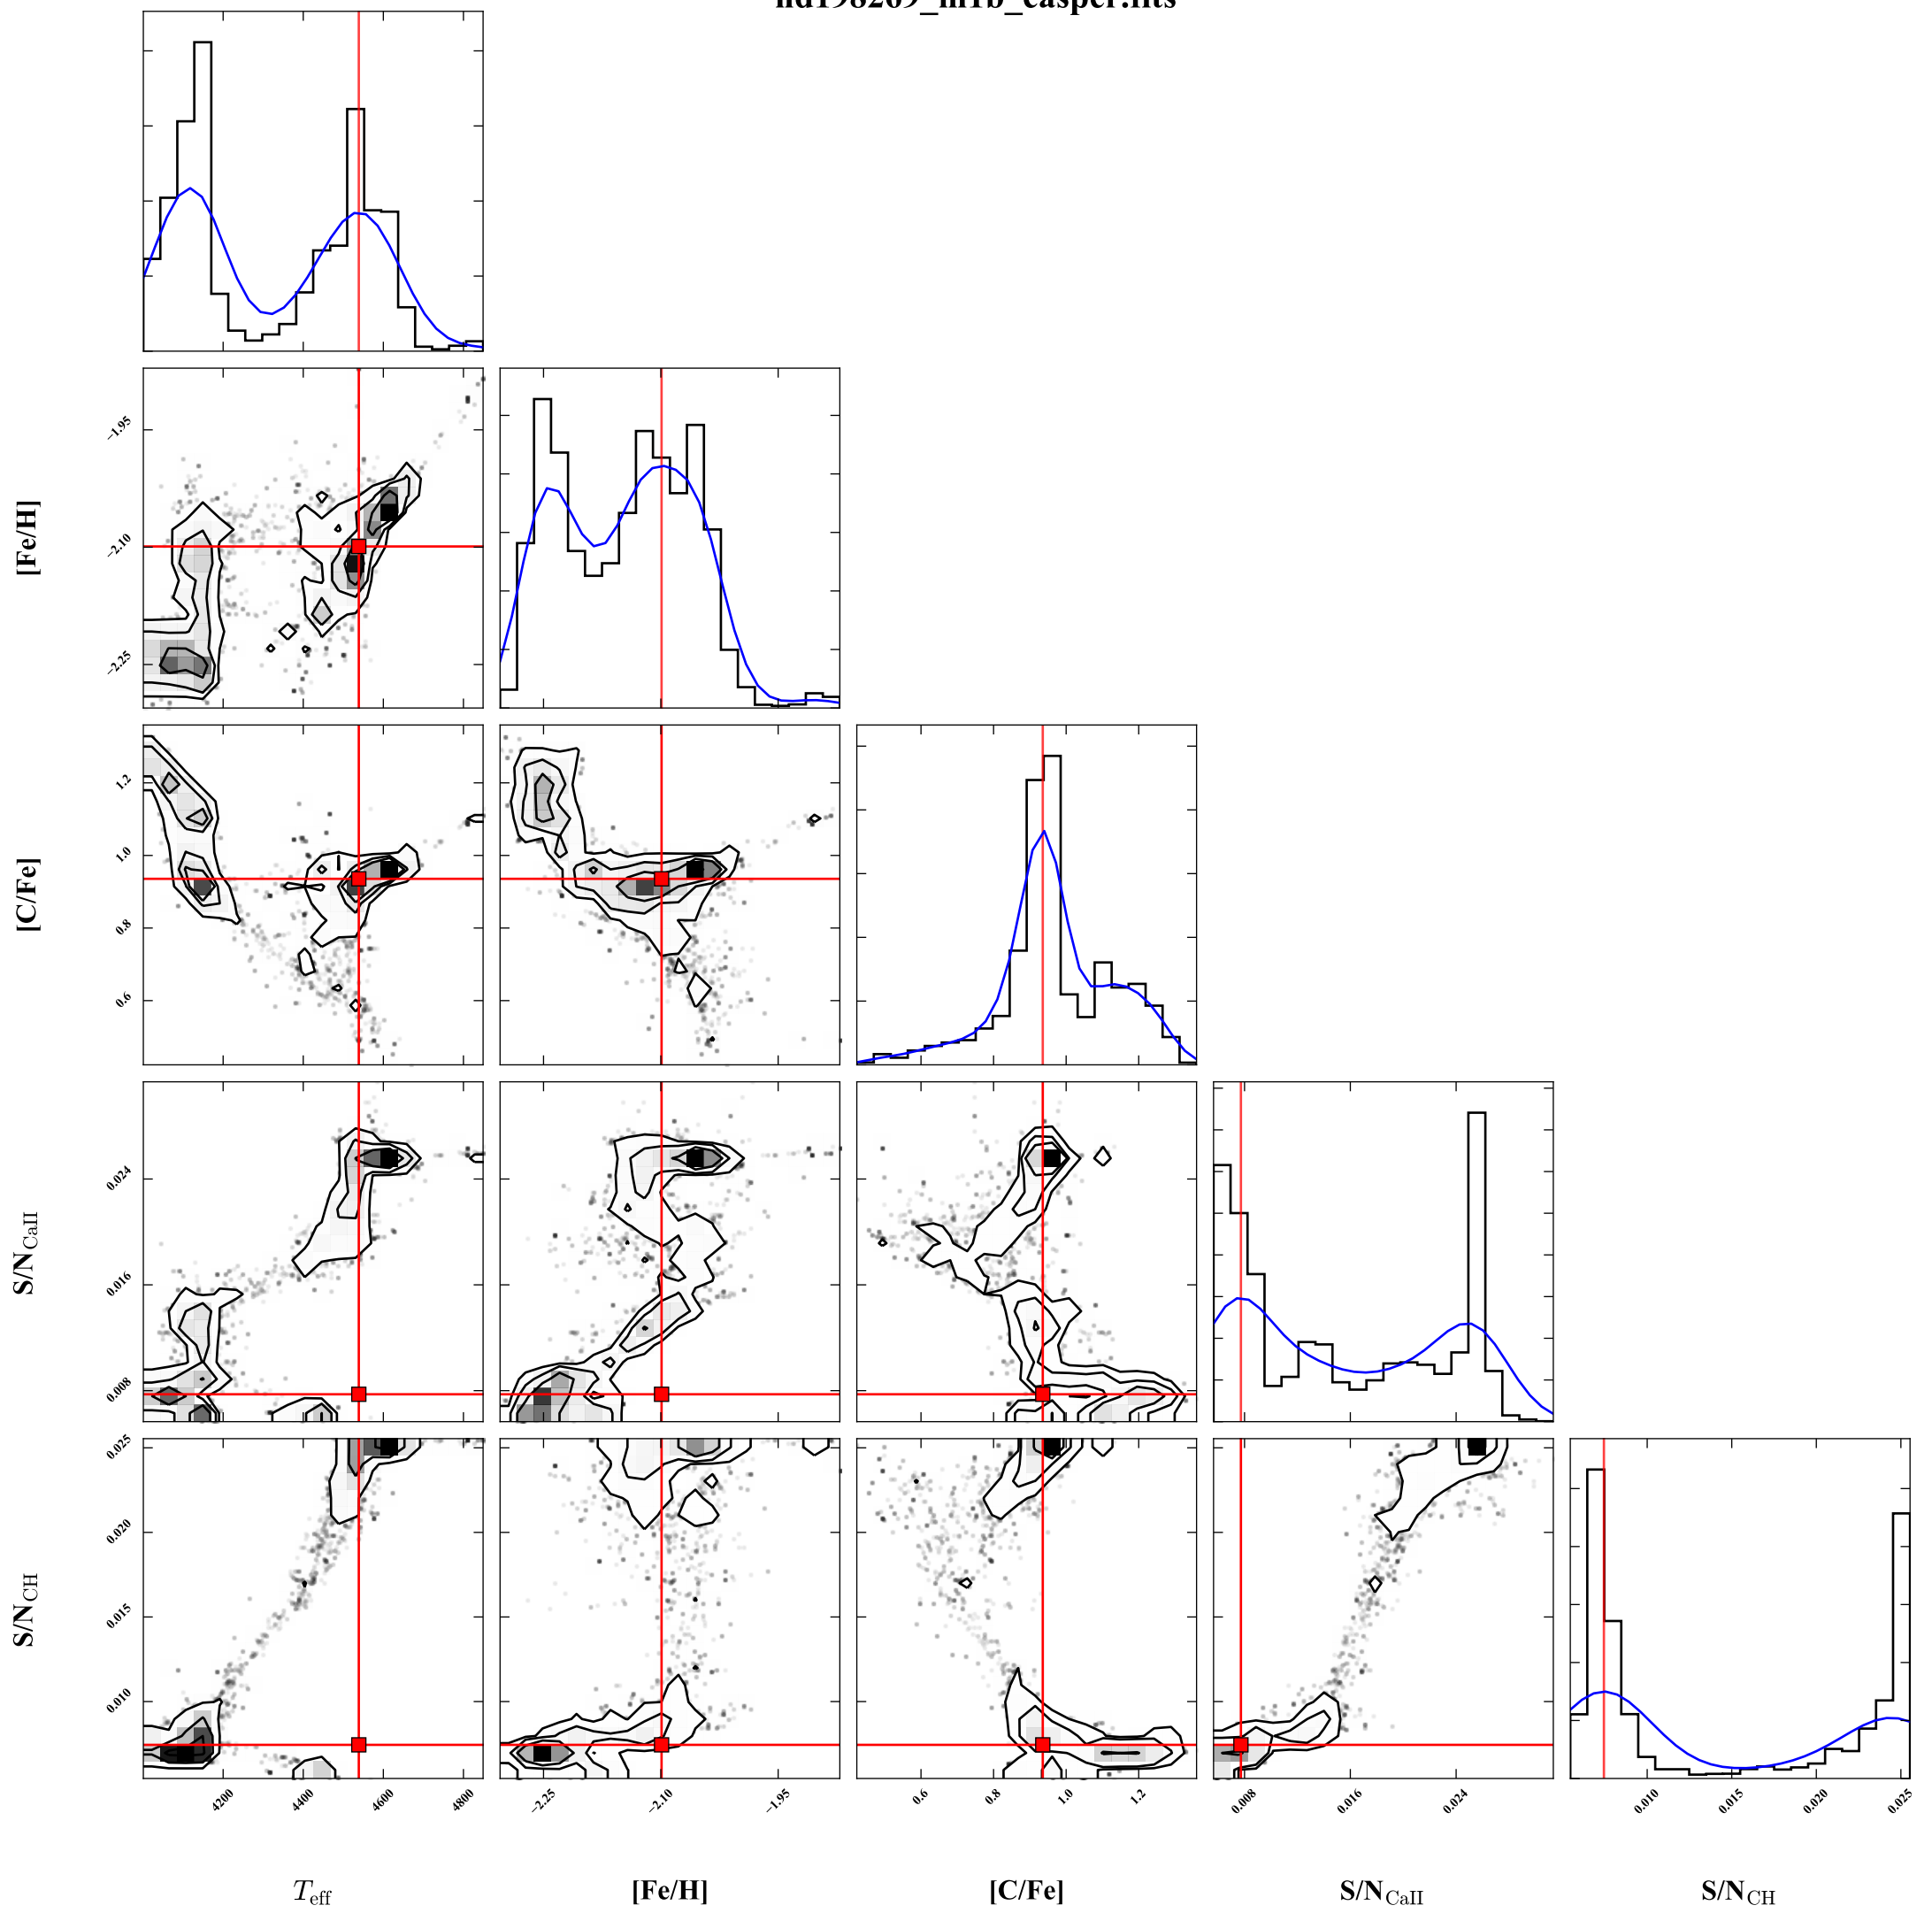 −1.95
−2.10
−2.25
[Fe/H]
1.2
1.0
0.8
0.6
[C/Fe]
0.024
0.016
0.008
S/N_CaII
0.025
0.020
0.015
0.010
S/N_CH
4200 4400 4600 4800
−2.25 −2.10 −1.95
0.6 0.8 1.0 1.2
0.008 0.016 0.024
0.010 0.015 0.020 0.025
T_eff [Fe/H] [C/Fe] S/N_CaII S/N_CH